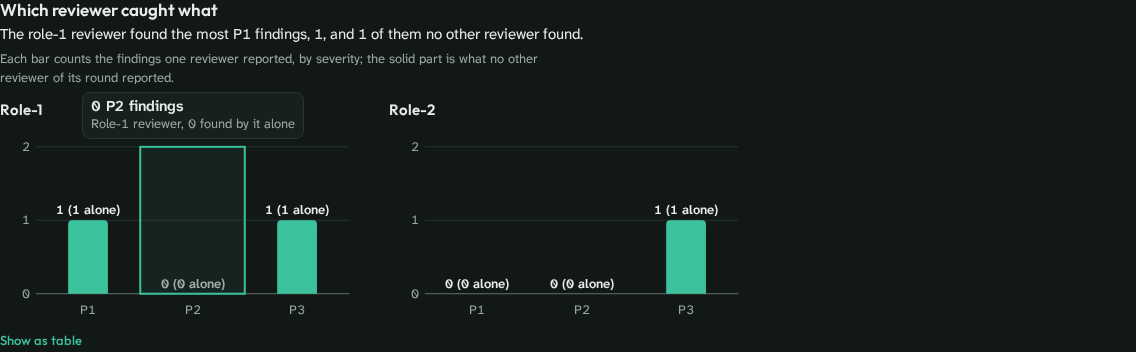 Which reviewer caught what
The role-1 reviewer found the most P1 findings, 1, and 1 of them no other reviewer found.
Each bar counts the findings one reviewer reported, by severity; the solid part is what no other
reviewer of its round reported.
Role-1
0 P2 findings
Role-1 reviewer, 0 found by it alone
2
1
0
1 (1 alone)
0 (0 alone)
1 (1 alone)
P1
P2
P3
Role-2
2
1
0
0 (0 alone)
0 (0 alone)
1 (1 alone)
P1
P2
P3
Show as table